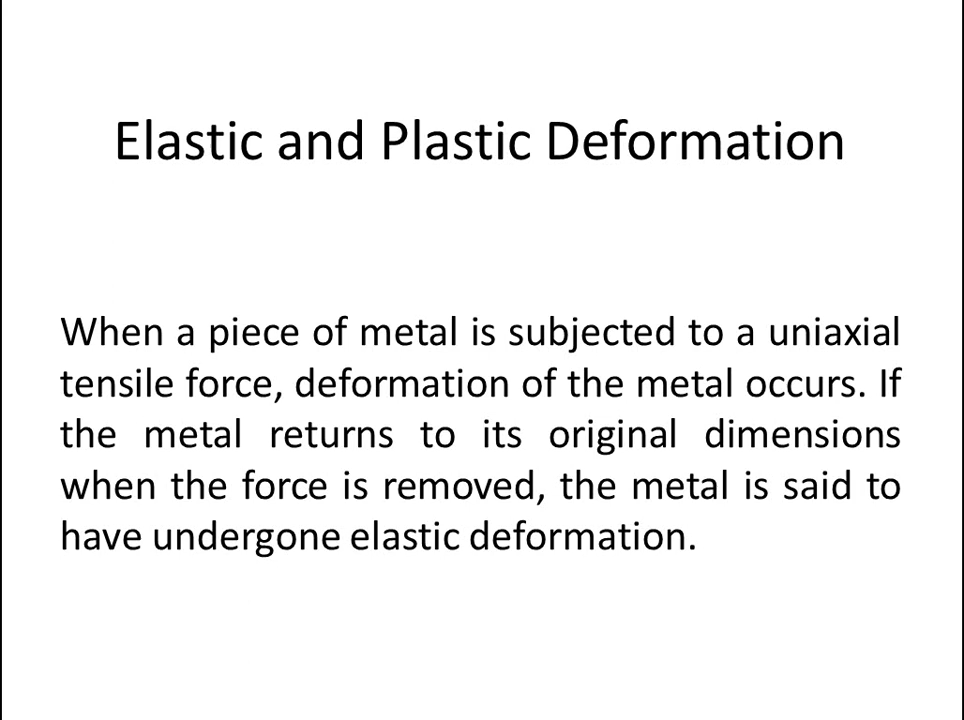 Elastic and Plastic Deformation
When a piece of metal is subjected to a uniaxial
tensile force, deformation of the metal occurs. If
the metal returns to its original dimensions
when the force is removed, the metal is said to
have undergone elastic deformation.